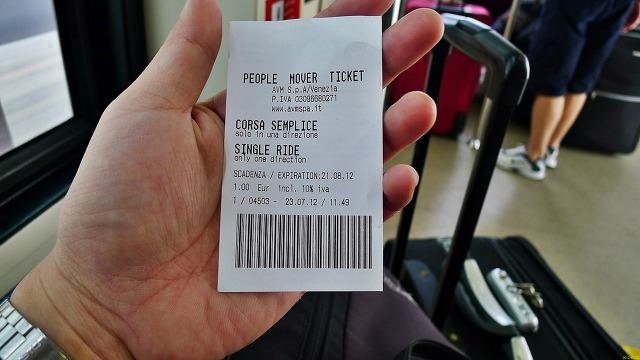 PEOPLE MOVER TICKET
AVM S.p.A/Venezia
P.IVA 03096680271
www.avmspa.it
CORSA SEMPLICE
solo in una direzione
SINGLE RIDE
only one direction
SCADENZA / EXPIRATION:21.08.12
1.00 Eur incl. 10% iva
1 / 04503 - 23.07.12 / 11.49